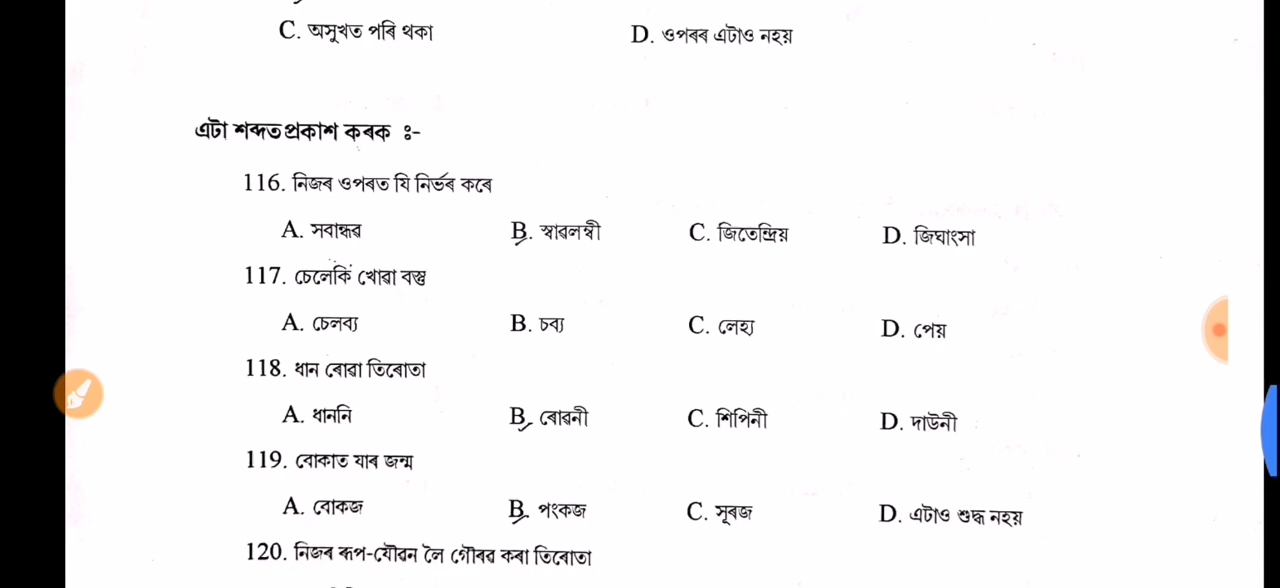 C. অসুখত পৰি থকা D. ওপৰৰ এটাও নহয়
এটা শব্দত প্ৰকাশ কৰক ঃ-
116. নিজৰ ওপৰত যি নিৰ্ভৰ কৰে
A. সবান্ধৱ B. স্বাৱলম্বী C. জিতেন্দ্ৰিয় D. জিঘাংসা
117. চেলেকি খোৱা বস্তু
A. চেলব্য B. চব্য C. লেহ্য D. পেয়
118. ধান ৰোৱা তিৰোতা
A. ধাননি B. ৰোৱনী C. শিপিনী D. দাউনী
119. বোকাত যাৰ জন্ম
A. বোকজ B. পংকজ C. সূৰজ D. এটাও শুদ্ধ নহয়
120. নিজৰ ৰূপ-যৌৱন লৈ গৌৰৱ কৰা তিৰোতা